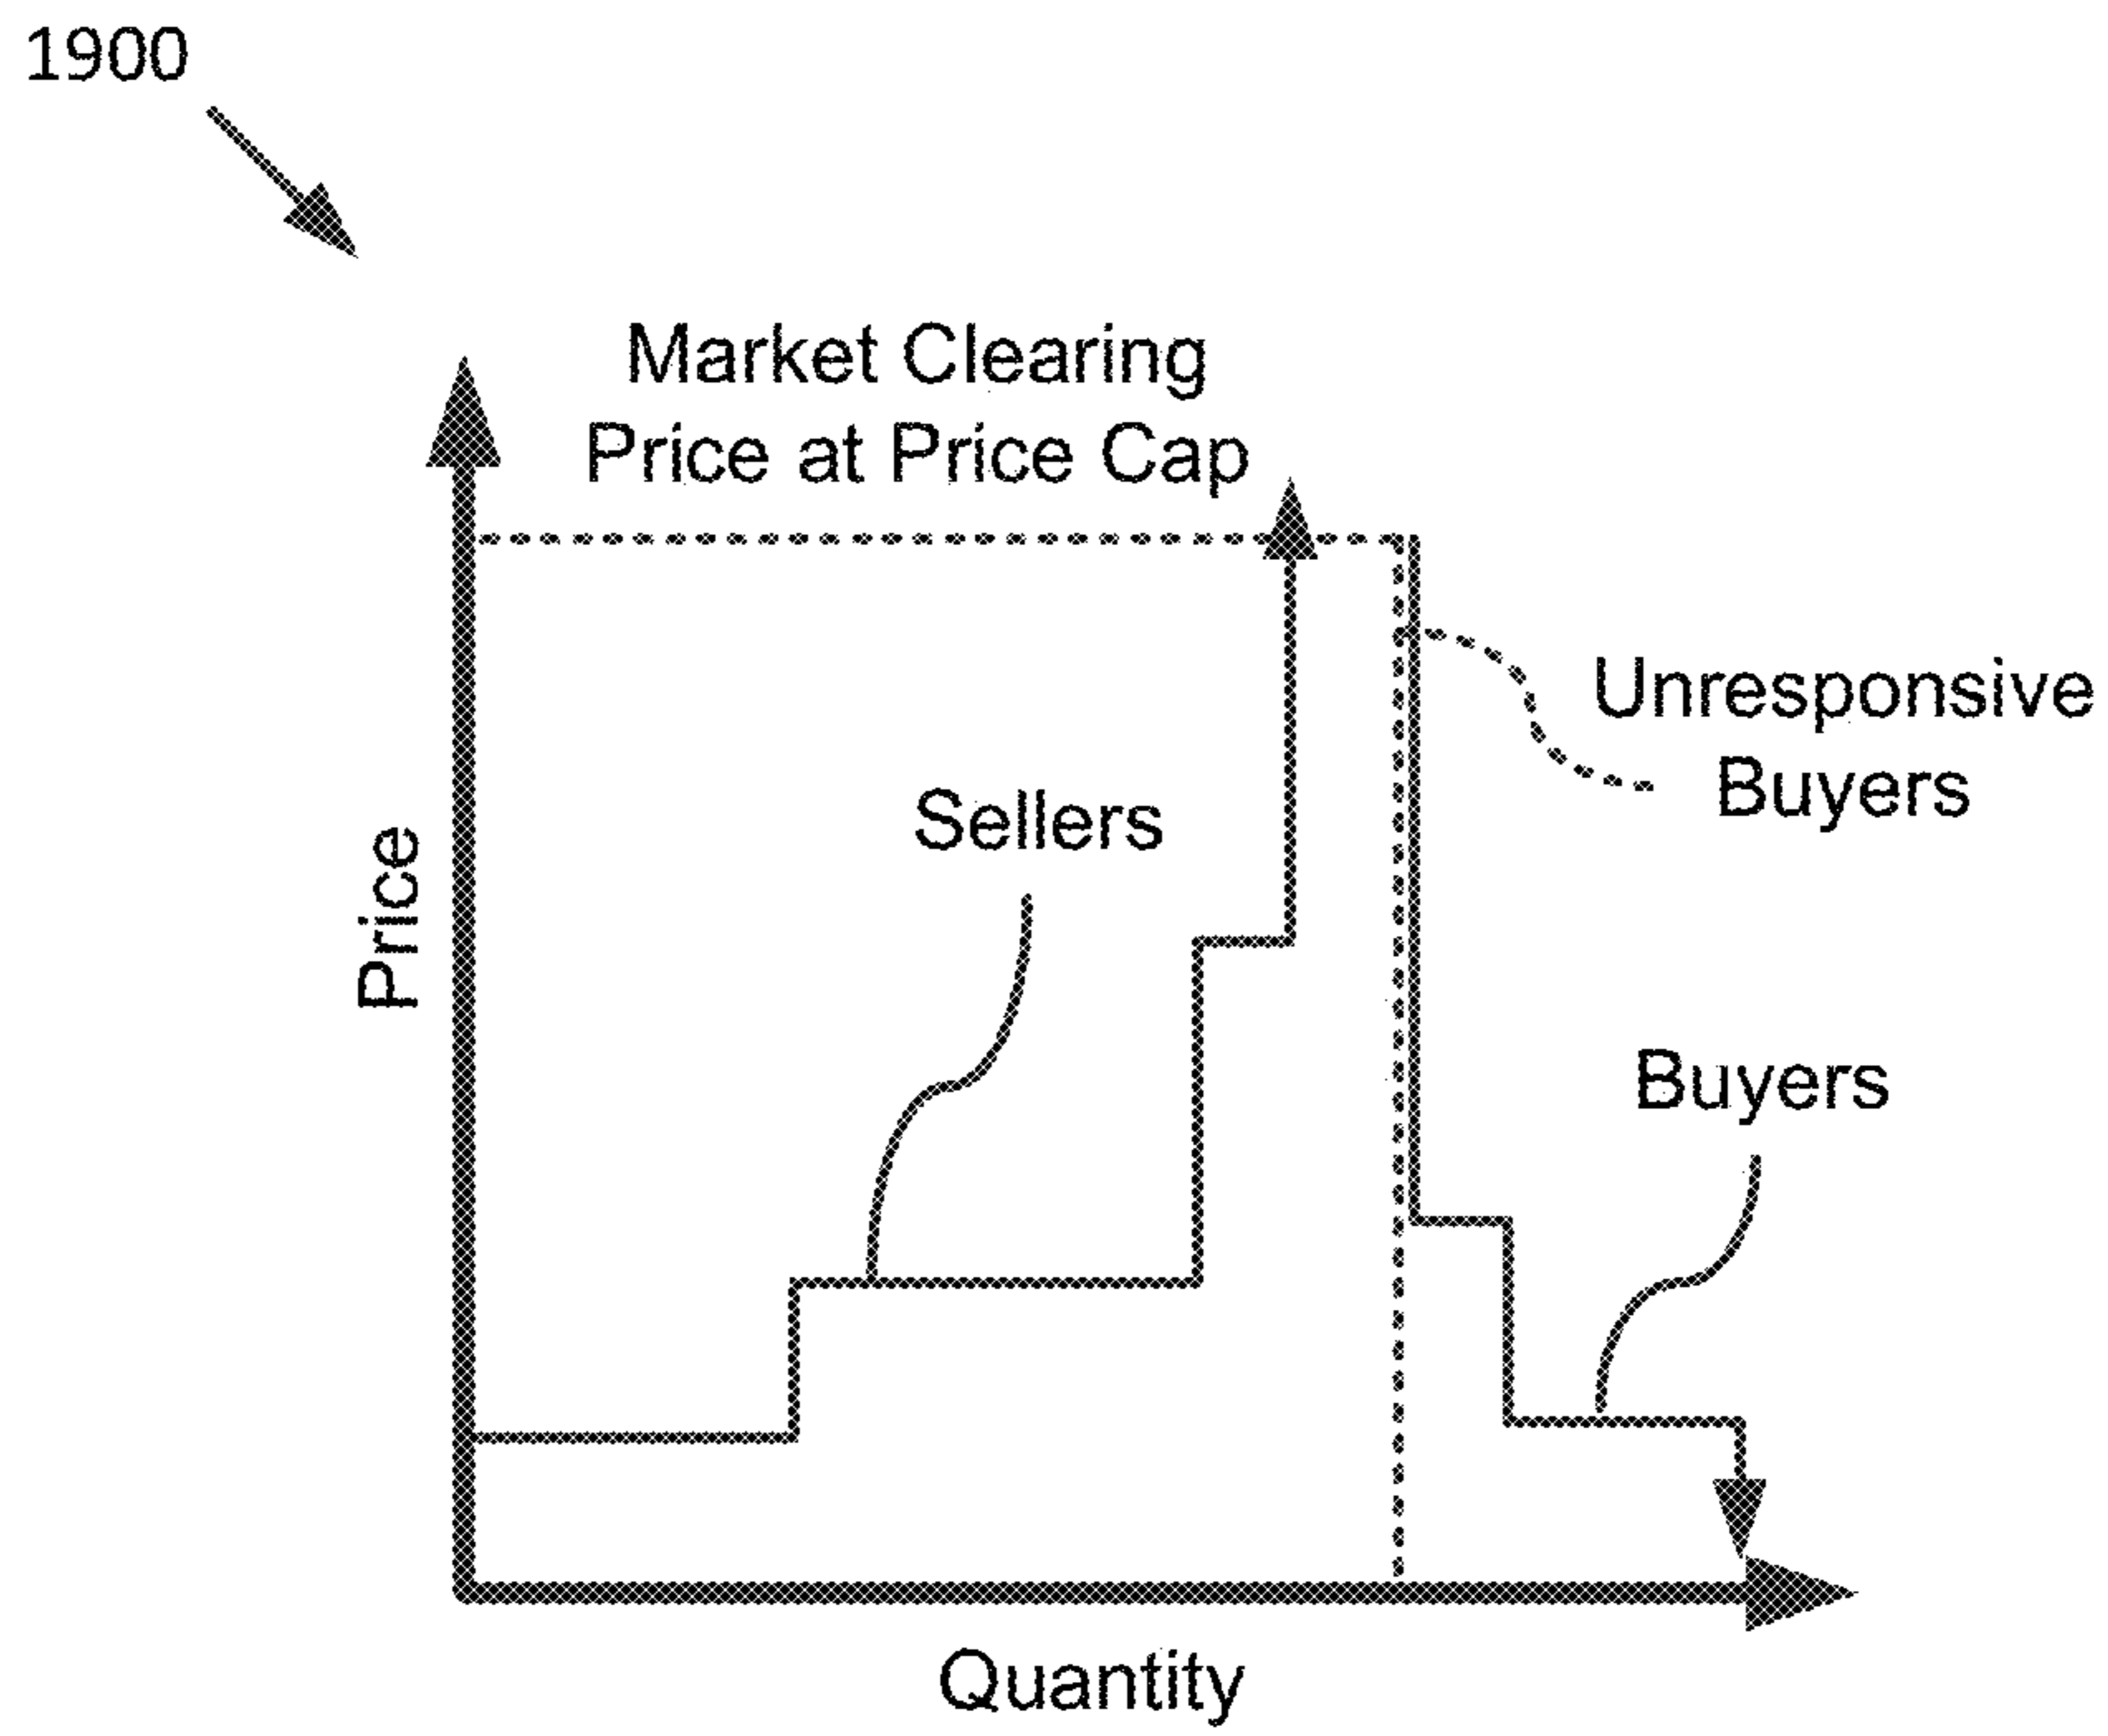 1900
Market Clearing
Price at Price Cap
Unresponsive
Buyers
Sellers
Price
Buyers
Quantity